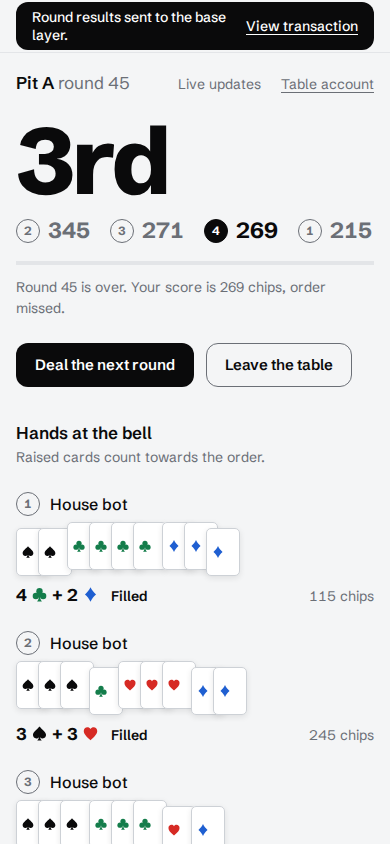 Round results sent to the base
layer.
View transaction
Pit A round 45
Live updates
Table account
3rd
2 345 3 271 4 269 1 215
Round 45 is over. Your score is 269 chips, order
missed.
Deal the next round
Leave the table
Hands at the bell
Raised cards count towards the order.
1 House bot
4 ♣ + 2 ♦ Filled 115 chips
2 House bot
3 ♠ + 3 ♥ Filled 245 chips
3 House bot